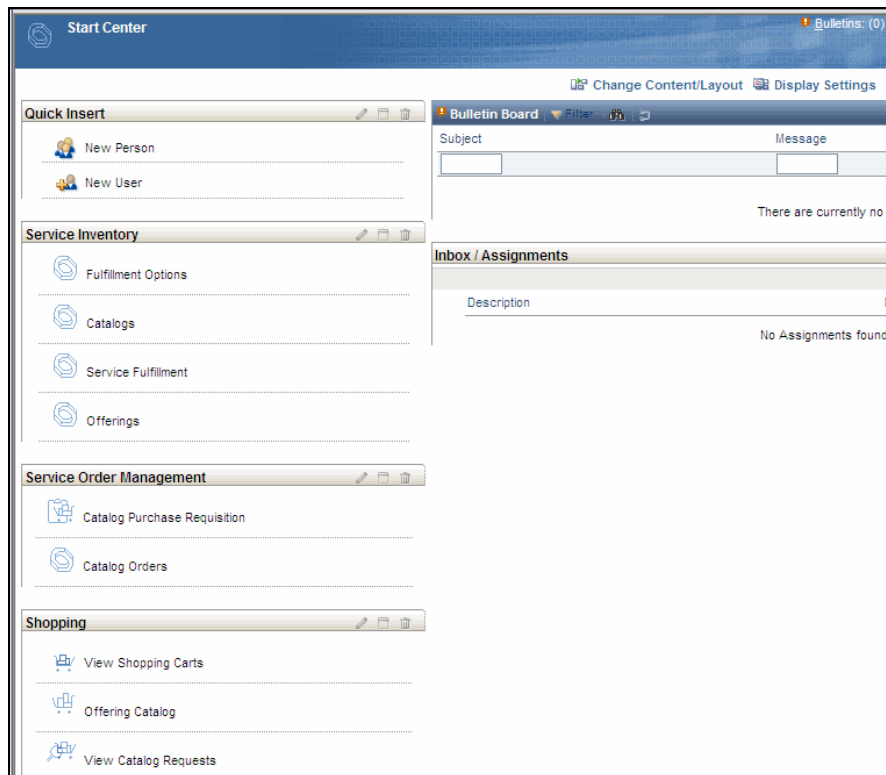 Start Center
Bulletins: (0)
Change Content/Layout Display Settings
Quick Insert
New Person
New User
Service Inventory
Fulfillment Options
Catalogs
Service Fulfillment
Offerings
Service Order Management
Catalog Purchase Requisition
Catalog Orders
Shopping
View Shopping Carts
Offering Catalog
View Catalog Requests
Bulletin Board Filter
Subject Message
There are currently no
Inbox / Assignments
Description
No Assignments found